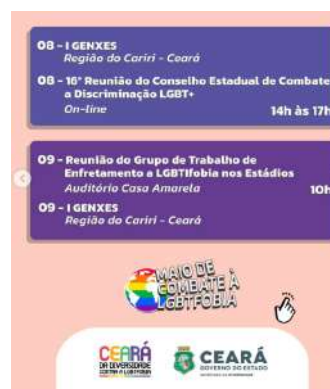 08 - I GENXES
Região do Cariri - Ceará
08 - 16ª Reunião do Conselho Estadual de Combate
a Discriminação LGBT+
On-line
14h às 17h
09 - Reunião do Grupo de Trabalho de
Enfretamento a LGBTIfobia nos Estádios
Auditório Casa Amarela
10h
09 - I GENXES
Região do Cariri - Ceará
MAIO DE
COMBATE À
LGBTFOBIA
CEARÁ
DA DIVERSIDADE
CONTRA A LGBTFOBIA
CEARÁ
GOVERNO DO ESTADO